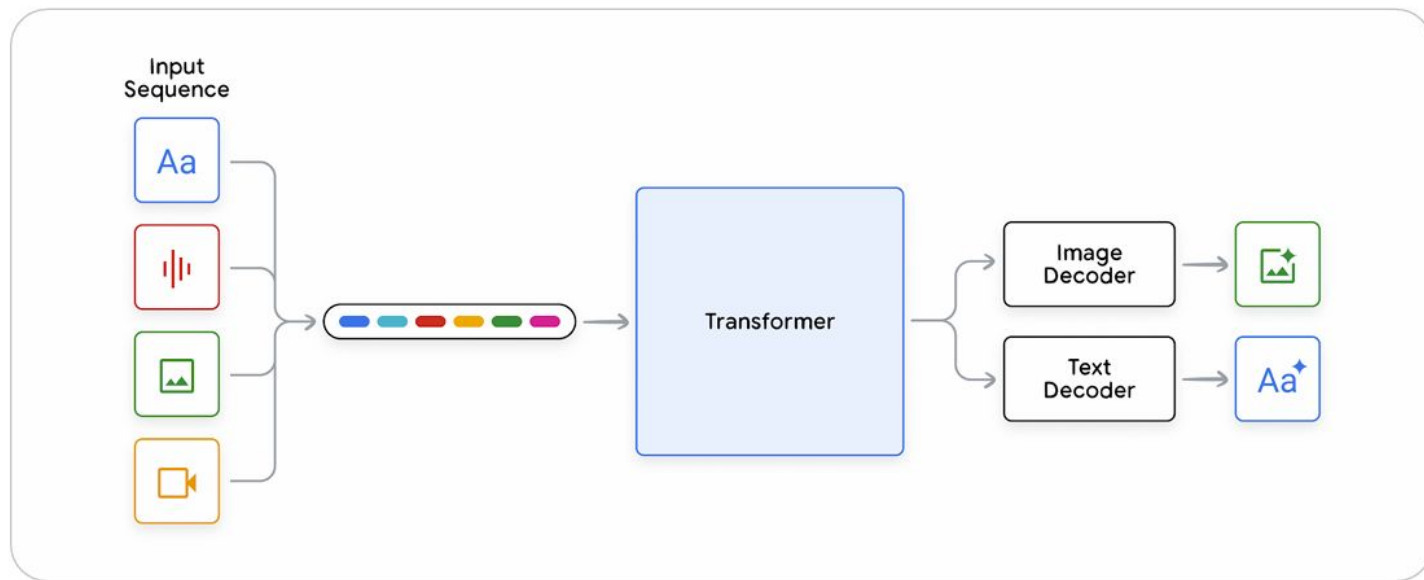 Input
Sequence
Aa
Transformer
Image
Decoder
Text
Decoder
Aa